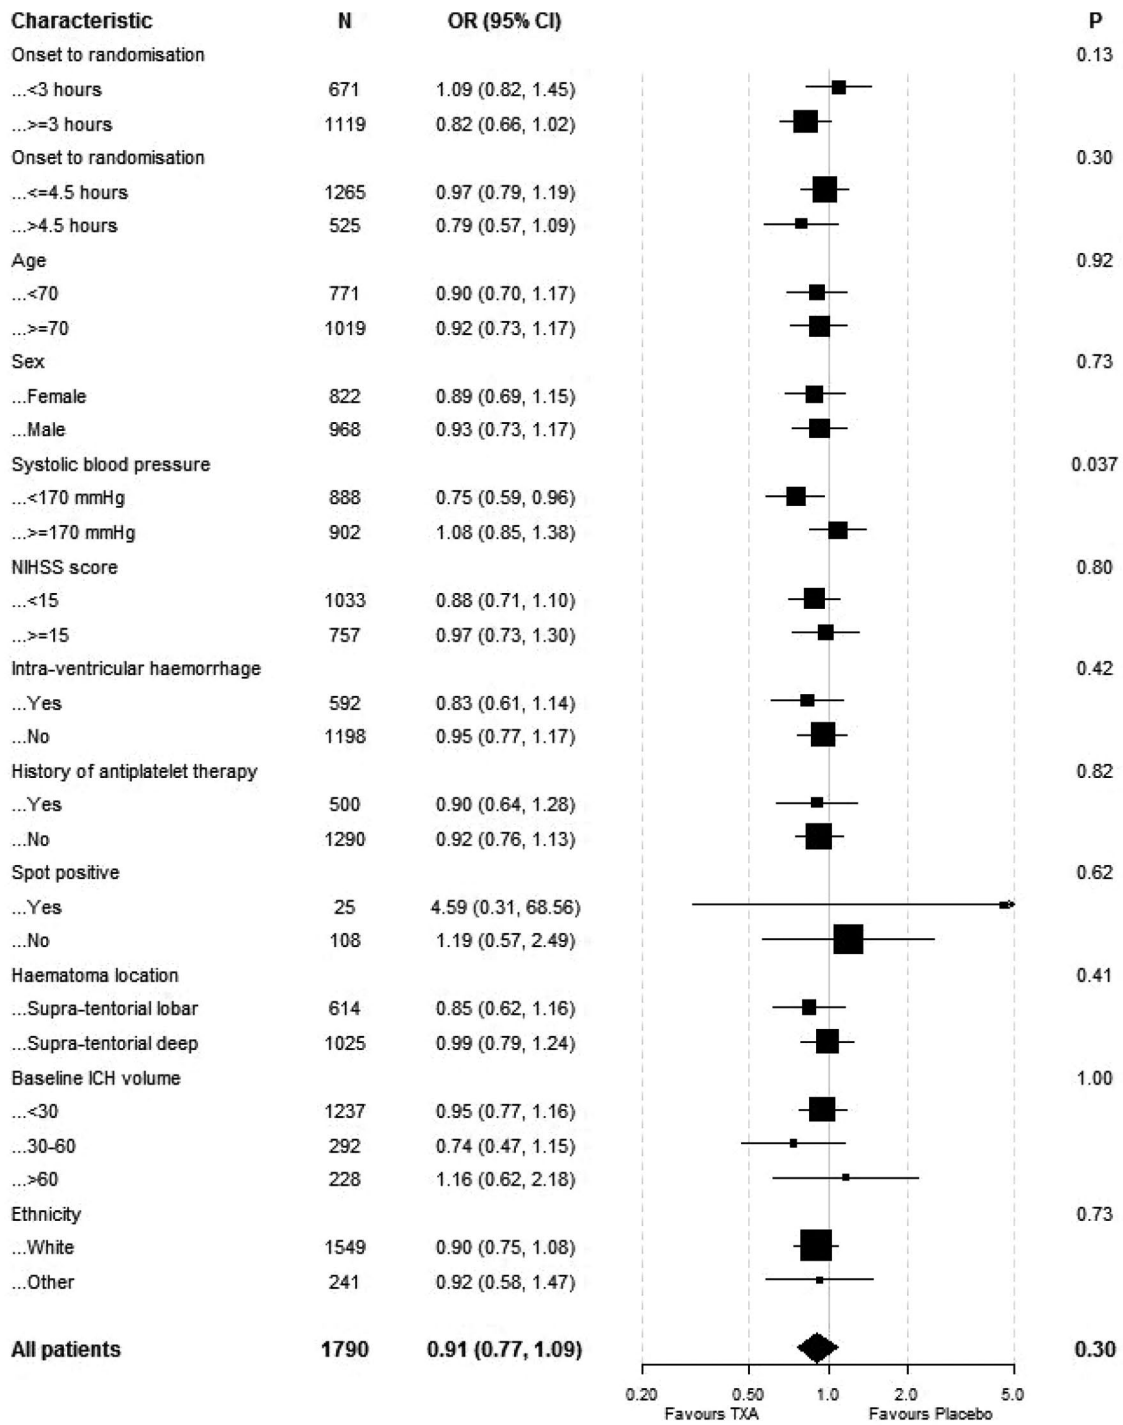 Characteristic N OR (95% CI) P
Onset to randomisation 0.13
...<3 hours 671 1.09 (0.82, 1.45)
...>=3 hours 1119 0.82 (0.66, 1.02)
Onset to randomisation 0.30
...<=4.5 hours 1265 0.97 (0.79, 1.19)
...>4.5 hours 525 0.79 (0.57, 1.09)
Age 0.92
...<70 771 0.90 (0.70, 1.17)
...>=70 1019 0.92 (0.73, 1.17)
Sex 0.73
...Female 822 0.89 (0.69, 1.15)
...Male 968 0.93 (0.73, 1.17)
Systolic blood pressure 0.037
...<170 mmHg 888 0.75 (0.59, 0.96)
...>=170 mmHg 902 1.08 (0.85, 1.38)
NIHSS score 0.80
...<15 1033 0.88 (0.71, 1.10)
...>=15 757 0.97 (0.73, 1.30)
Intra-ventricular haemorrhage 0.42
...Yes 592 0.83 (0.61, 1.14)
...No 1198 0.95 (0.77, 1.17)
History of antiplatelet therapy 0.82
...Yes 500 0.90 (0.64, 1.28)
...No 1290 0.92 (0.76, 1.13)
Spot positive 0.62
...Yes 25 4.59 (0.31, 68.56)
...No 108 1.19 (0.57, 2.49)
Haematoma location 0.41
...Supra-tentorial lobar 614 0.85 (0.62, 1.16)
...Supra-tentorial deep 1025 0.99 (0.79, 1.24)
Baseline ICH volume 1.00
...<30 1237 0.95 (0.77, 1.16)
...30-60 292 0.74 (0.47, 1.15)
...>60 228 1.16 (0.62, 2.18)
Ethnicity 0.73
...White 1549 0.90 (0.75, 1.08)
...Other 241 0.92 (0.58, 1.47)
All patients 1790 0.91 (0.77, 1.09) 0.30
0.20 0.50 1.0 2.0 5.0
Favours TXA Favours Placebo